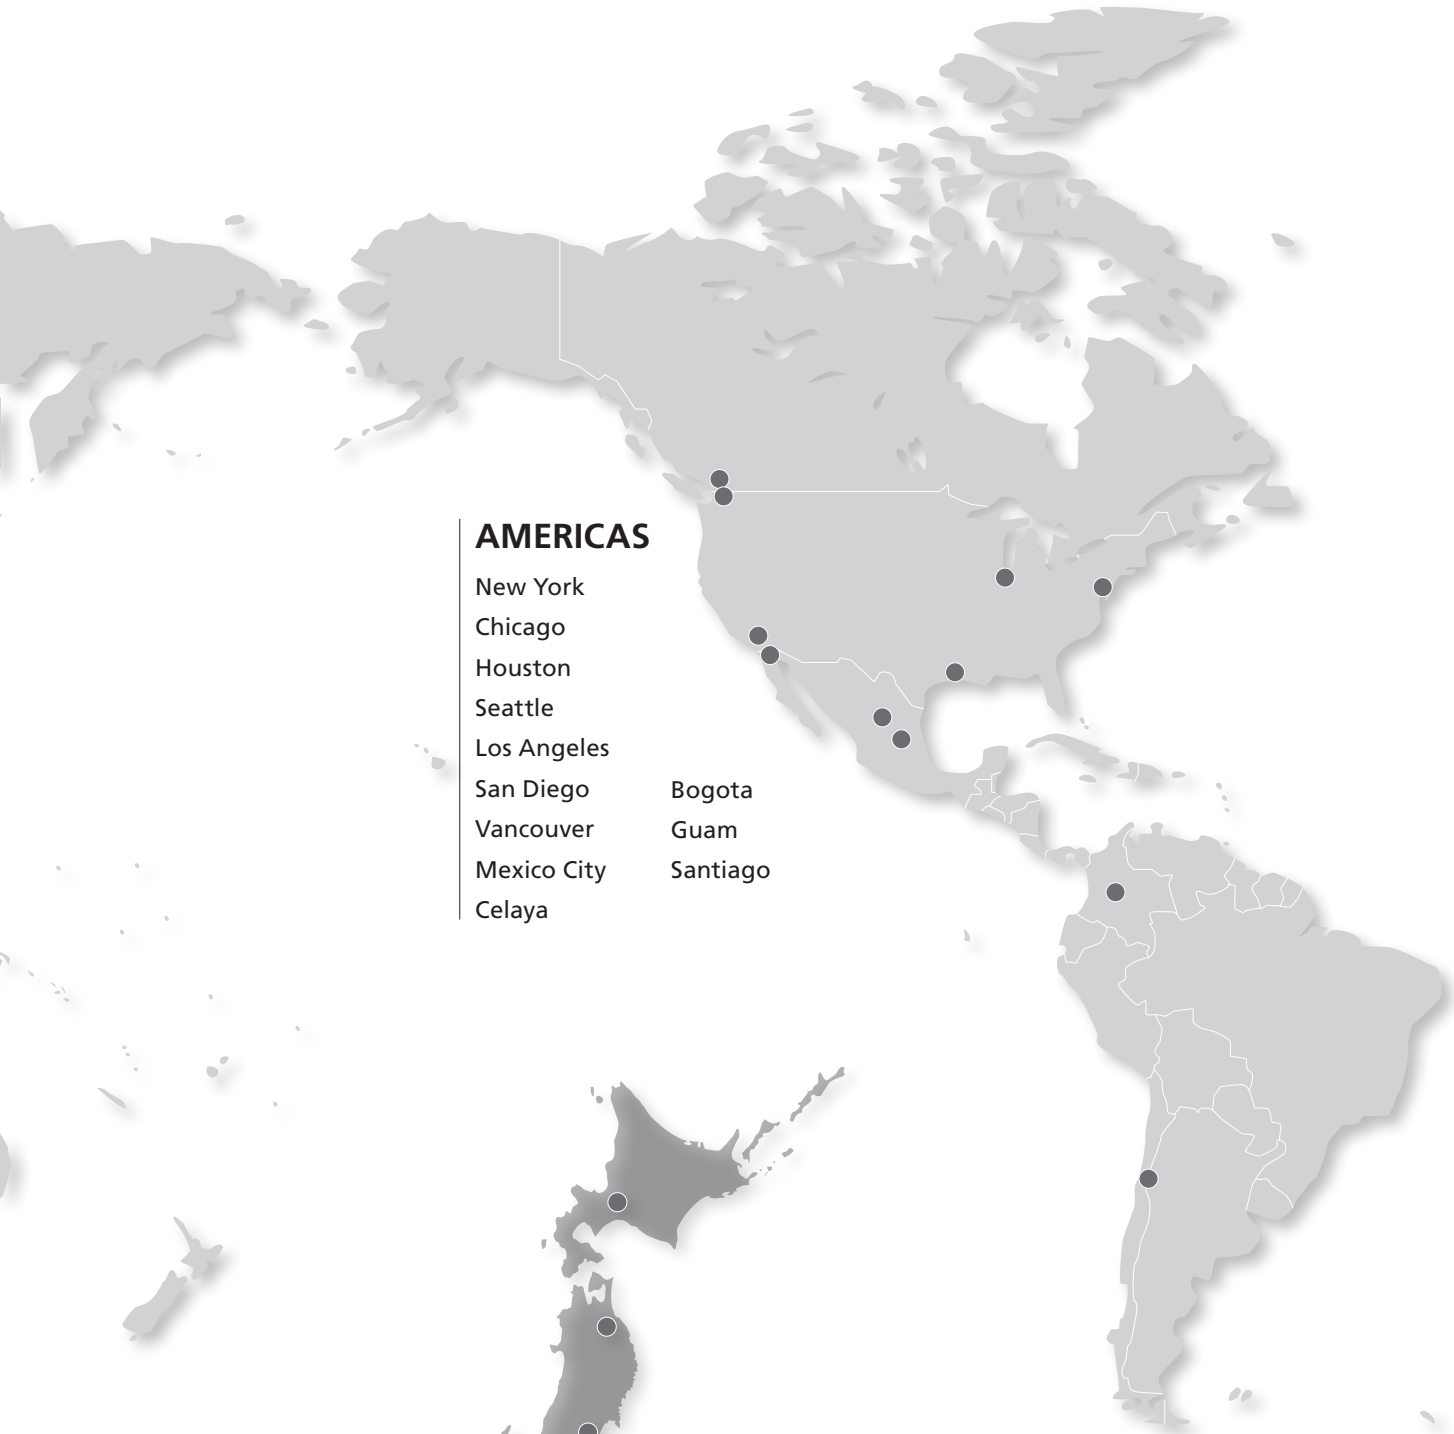 AMERICAS
New York
Chicago
Houston
Seattle
Los Angeles
San Diego
Vancouver
Mexico City
Celaya
Bogota
Guam
Santiago